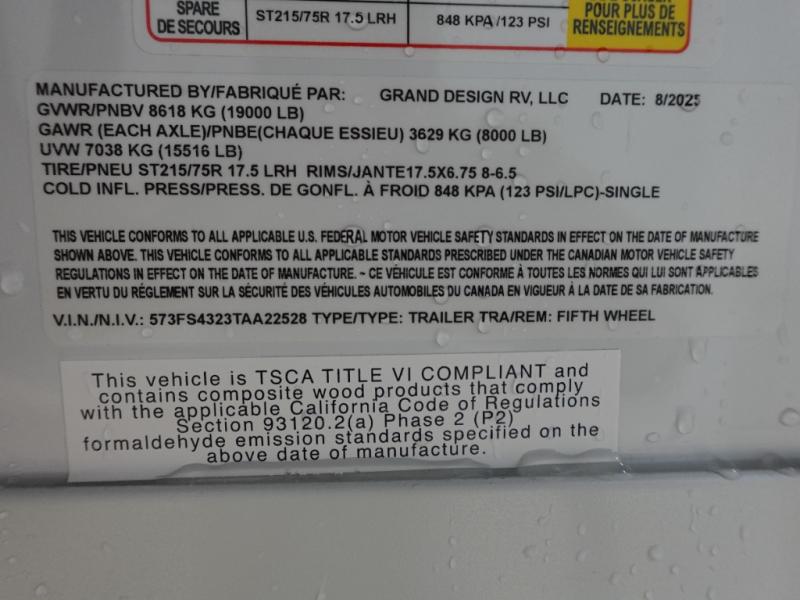 SPARE
DE SECOURS
ST215/75R 17.5 LRH
848 KPA /123 PSI
POUR PLUS DE
RENSEIGNEMENTS
MANUFACTURED BY/FABRIQUÉ PAR: GRAND DESIGN RV, LLC DATE: 8/2025
GVWR/PNBV 8618 KG (19000 LB)
GAWR (EACH AXLE)/PNBE(CHAQUE ESSIEU) 3629 KG (8000 LB)
UVW 7038 KG (15516 LB)
TIRE/PNEU ST215/75R 17.5 LRH RIMS/JANTE17.5X6.75 8-6.5
COLD INFL. PRESS/PRESS. DE GONFL. À FROID 848 KPA (123 PSI/LPC)-SINGLE
THIS VEHICLE CONFORMS TO ALL APPLICABLE U.S. FEDERAL MOTOR VEHICLE SAFETY STANDARDS IN EFFECT ON THE DATE OF MANUFACTURE
SHOWN ABOVE. THIS VEHICLE CONFORMS TO ALL APPLICABLE STANDARDS PRESCRIBED UNDER THE CANADIAN MOTOR VEHICLE SAFETY
REGULATIONS IN EFFECT ON THE DATE OF MANUFACTURE. ~ CE VÉHICULE EST CONFORME À TOUTES LES NORMES QUI LUI SONT APPLICABLES
EN VERTU DU RÉGLEMENT SUR LA SÉCURITÉ DES VÉHICULES AUTOMOBILES DU CANADA EN VIGUEUR À LA DATE DE SA FABRICATION.
V.I.N./N.I.V.: 573FS4323TAA22528 TYPE/TYPE: TRAILER TRA/REM: FIFTH WHEEL
This vehicle is TSCA TITLE VI COMPLIANT and
contains composite wood products that comply
with the applicable California Code of Regulations
Section 93120.2(a) Phase 2 (P2)
formaldehyde emission standards specified on the
above date of manufacture.